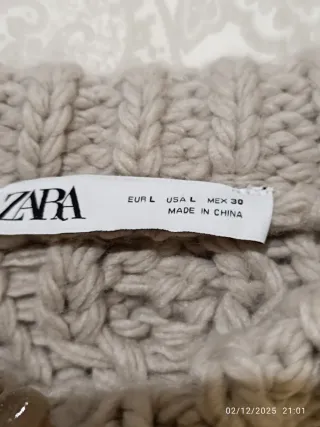 ZARA
EUR L USA L MEX 30
MADE IN CHINA
02/12/2025 21:01